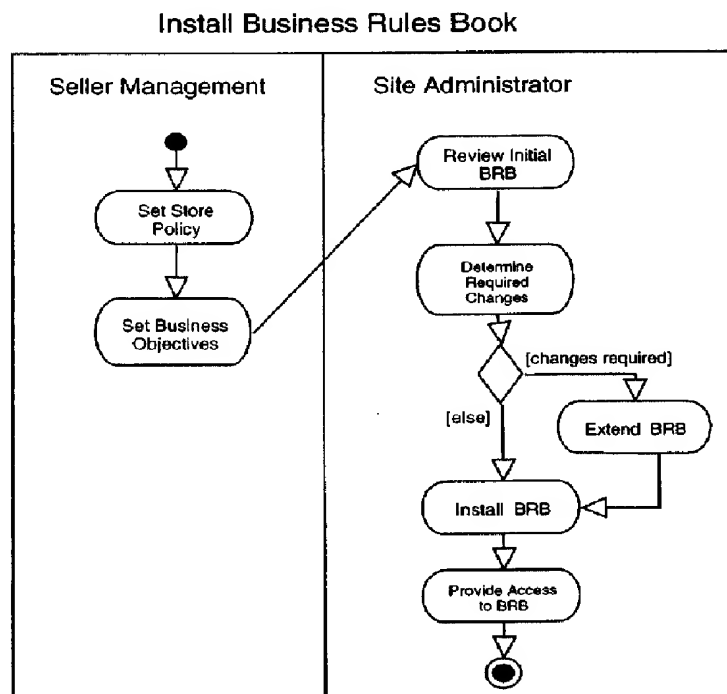 Install Business Rules Book
Seller Management
Site Administrator
Set Store
Policy
Set Business
Objectives
Review Initial
BRB
Determine
Required
Changes
[changes required]
[else]
Extend BRB
Install BRB
Provide Access
to BRB